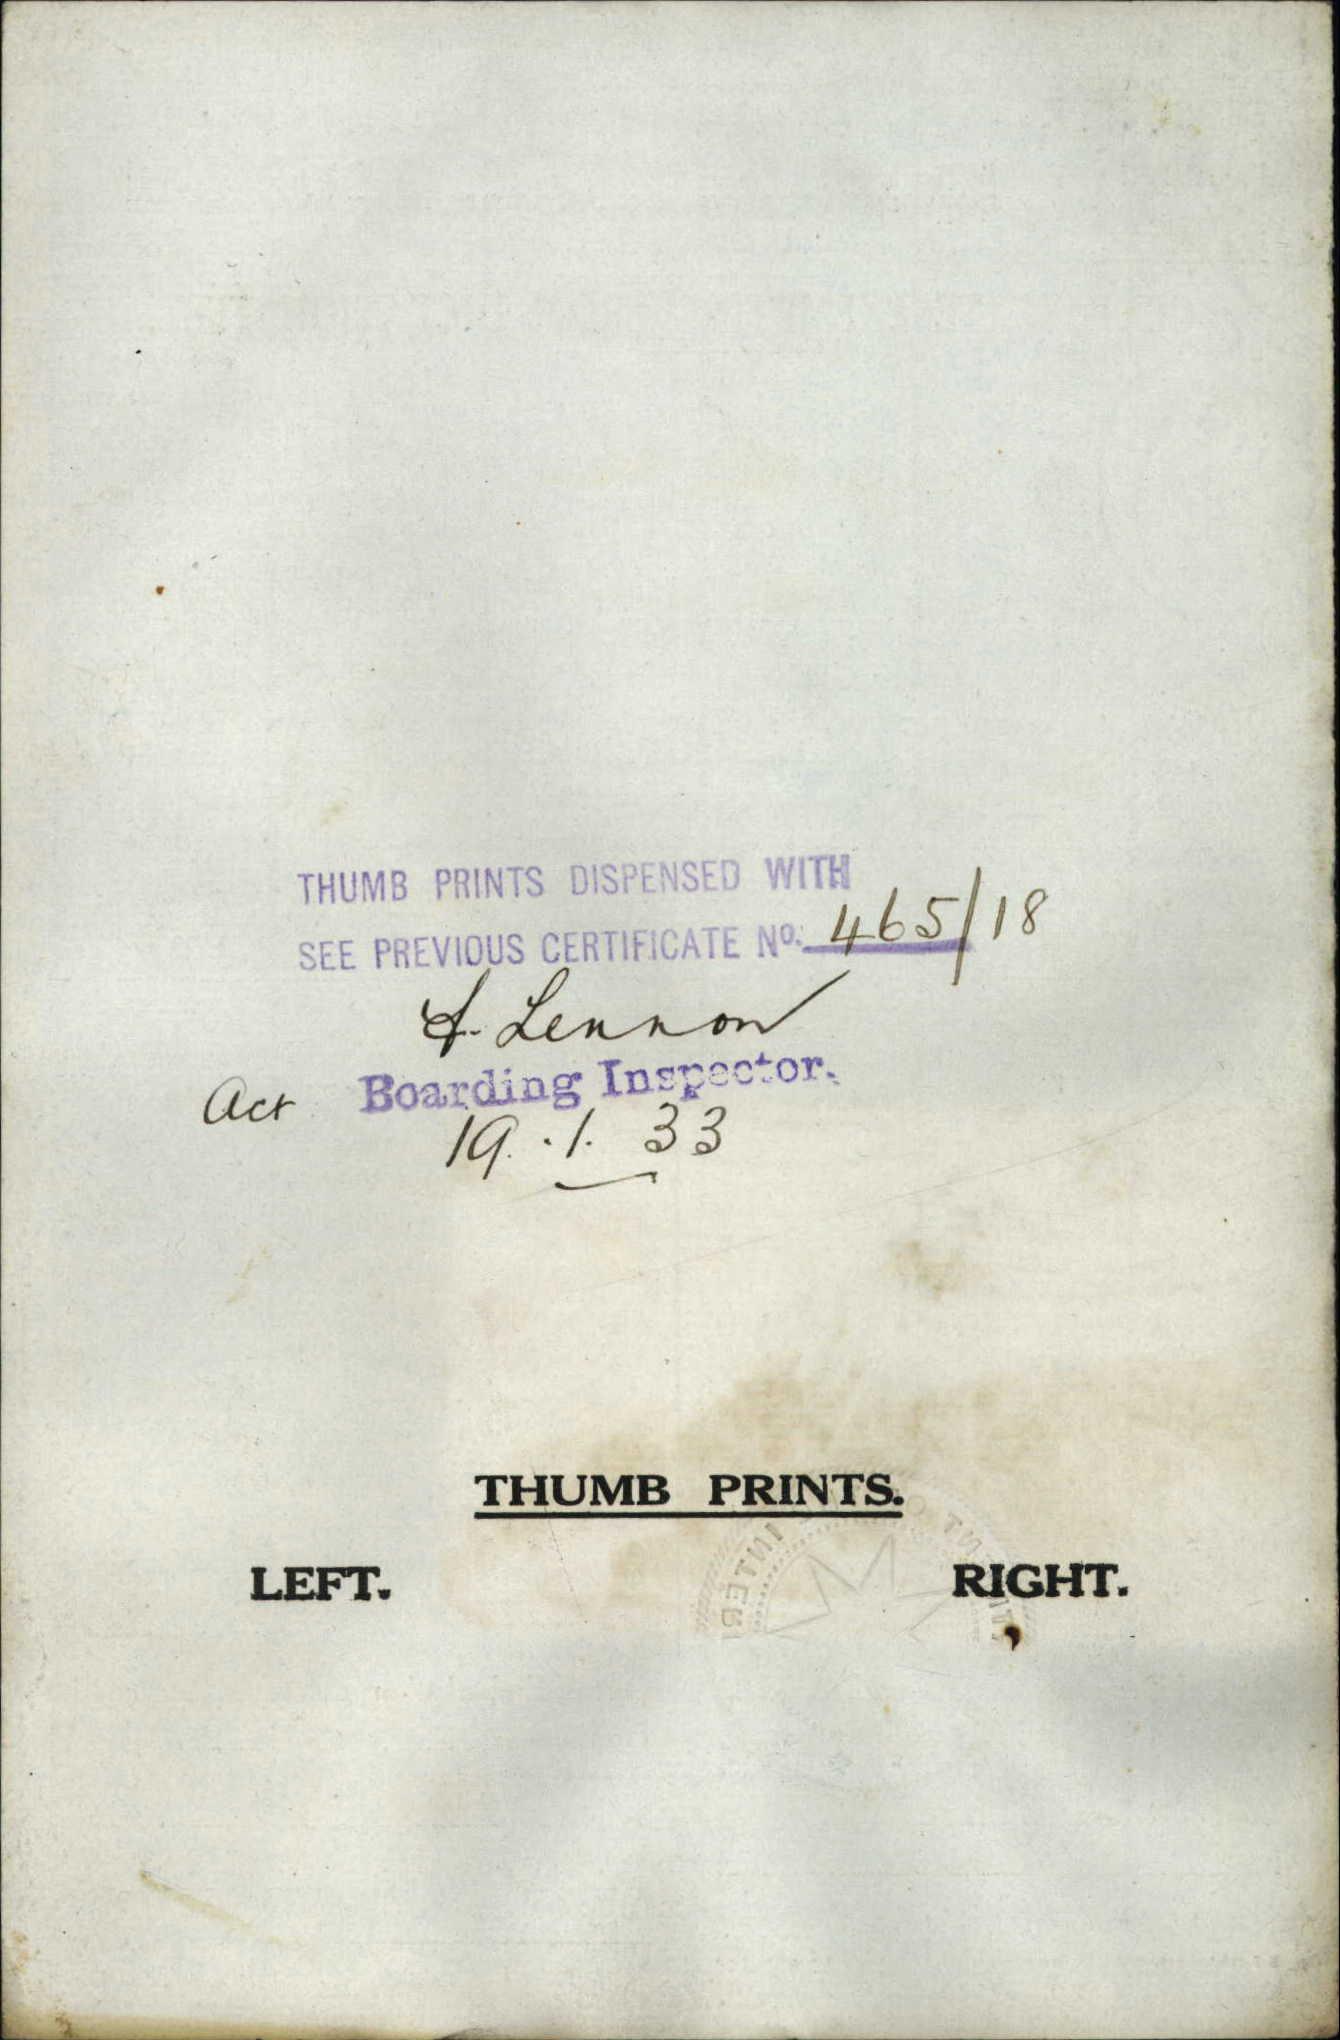 THUMB PRINTS DISPENSED WITH
SEE PREVIOUS CERTIFICATE No. 465/18
Lennon
Act Boarding Inspector.
19.1.33
THUMB PRINTS.
LEFT.
RIGHT.